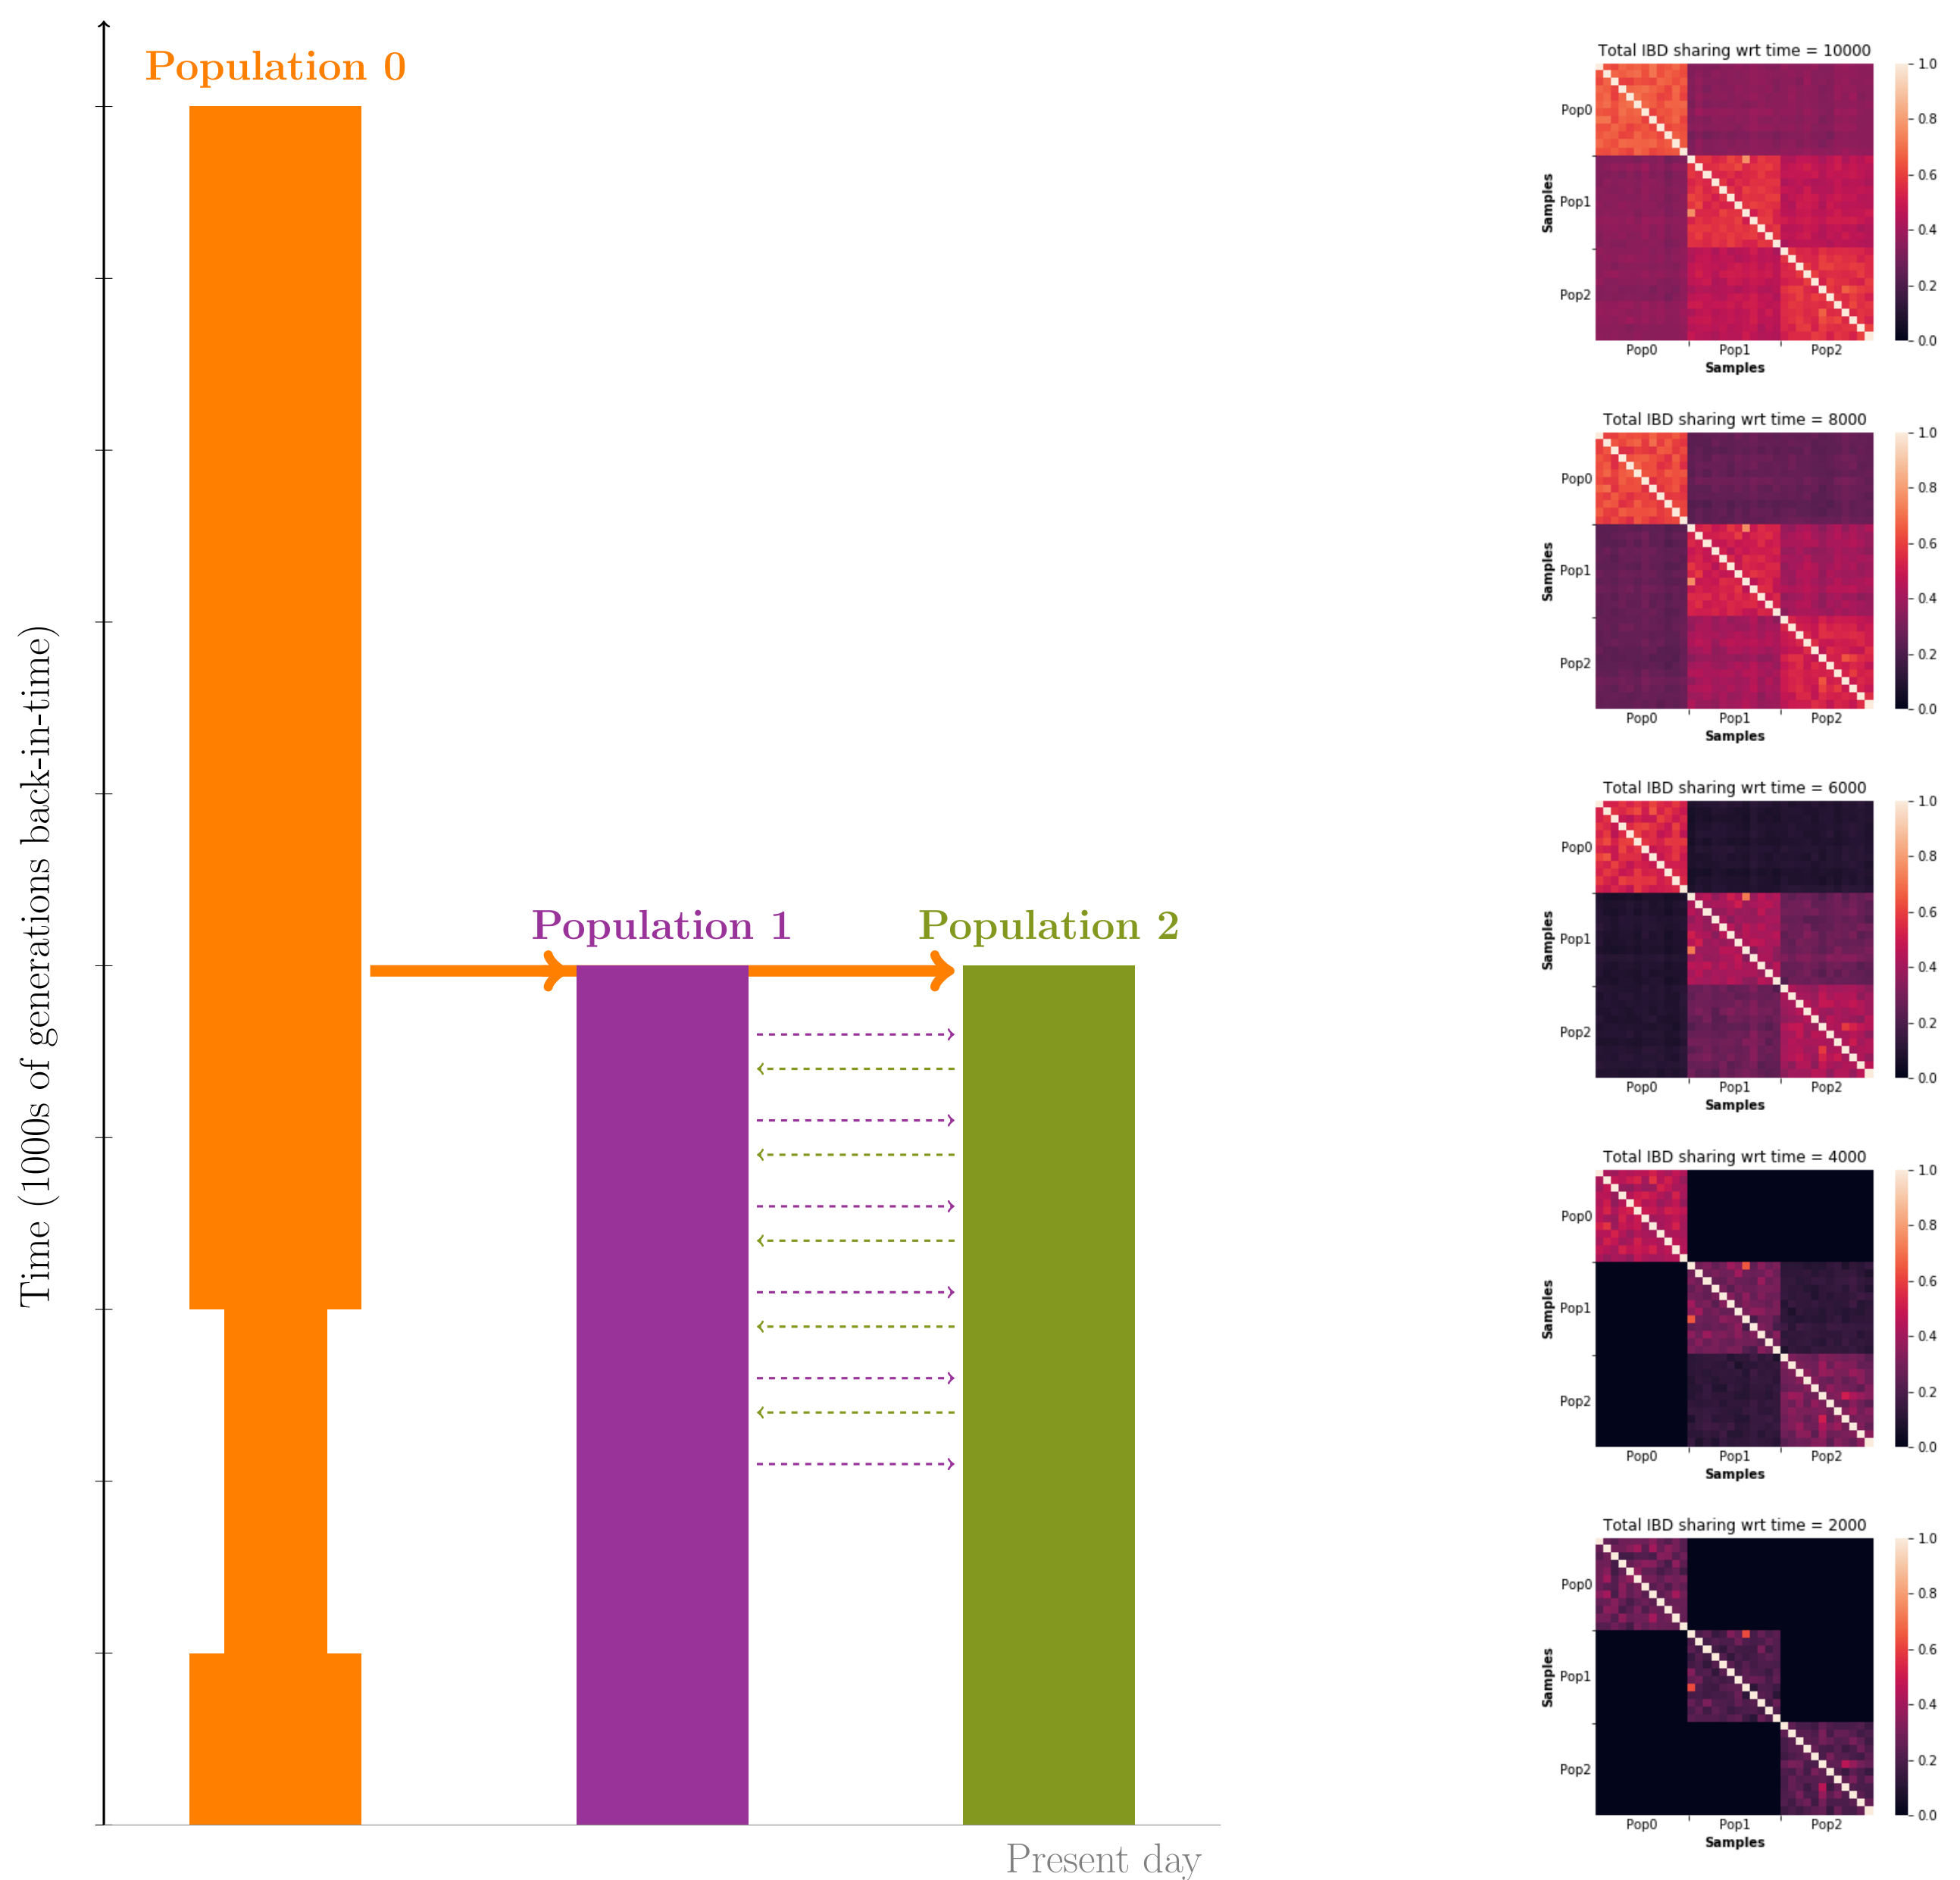 Population 0
Time (1000s of generations back-in-time)
Population 1
Population 2
Present day
Total IBD sharing wrt time = 10000
Samples
Pop0
Pop1
Pop2
Pop0 Pop1 Pop2
Samples
1.0
0.8
0.6
0.4
0.2
0.0
Total IBD sharing wrt time = 8000
Samples
Pop0
Pop1
Pop2
Pop0 Pop1 Pop2
Samples
1.0
0.8
0.6
0.4
0.2
0.0
Total IBD sharing wrt time = 6000
Samples
Pop0
Pop1
Pop2
Pop0 Pop1 Pop2
Samples
1.0
0.8
0.6
0.4
0.2
0.0
Total IBD sharing wrt time = 4000
Samples
Pop0
Pop1
Pop2
Pop0 Pop1 Pop2
Samples
1.0
0.8
0.6
0.4
0.2
0.0
Total IBD sharing wrt time = 2000
Samples
Pop0
Pop1
Pop2
Pop0 Pop1 Pop2
Samples
1.0
0.8
0.6
0.4
0.2
0.0